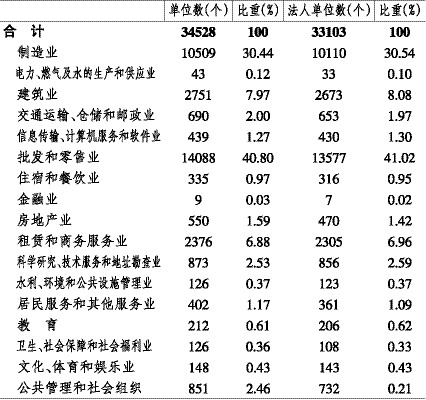 单位数(个) 比重(%) 法人单位数(个) 比重(%)
合 计 34528 100 33103 100
制造业 10509 30.44 10110 30.54
电力、燃气及水的生产和供应业 43 0.12 33 0.10
建筑业 2751 7.97 2673 8.08
交通运输、仓储和邮政业 690 2.00 653 1.97
信息传输、计算机服务和软件业 439 1.27 430 1.30
批发和零售业 14088 40.80 13577 41.02
住宿和餐饮业 335 0.97 316 0.95
金融业 9 0.03 7 0.02
房地产业 550 1.59 470 1.42
租赁和商务服务业 2376 6.88 2305 6.96
科学研究、技术服务和地址勘查业 873 2.53 856 2.59
水利、环境和公共设施管理业 126 0.37 123 0.37
居民服务和其他服务业 402 1.17 361 1.09
教 育 212 0.61 206 0.62
卫生、社会保障和社会福利业 126 0.36 108 0.33
文化、体育和娱乐业 148 0.43 143 0.43
公共管理和社会组织 851 2.46 732 0.21